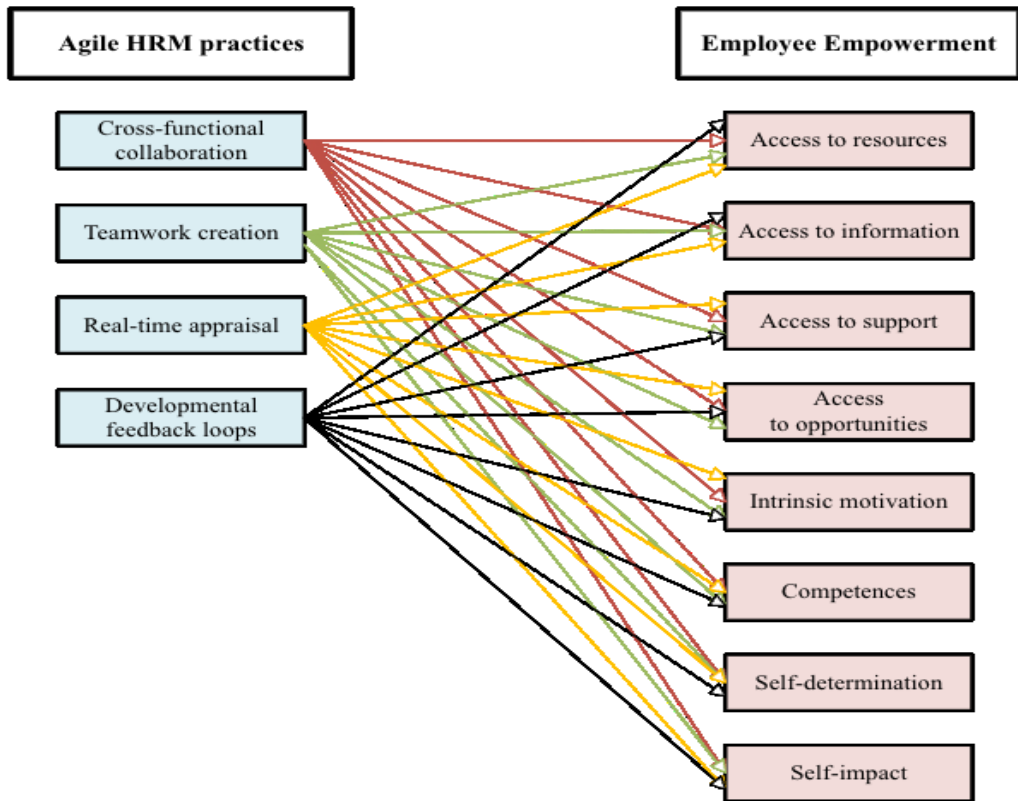 Agile HRM practices
Employee Empowerment
Cross-functional
collaboration
Teamwork creation
Real-time appraisal
Developmental
feedback loops
Access to resources
Access to information
Access to support
Access
to opportunities
Intrinsic motivation
Competences
Self-determination
Self-impact